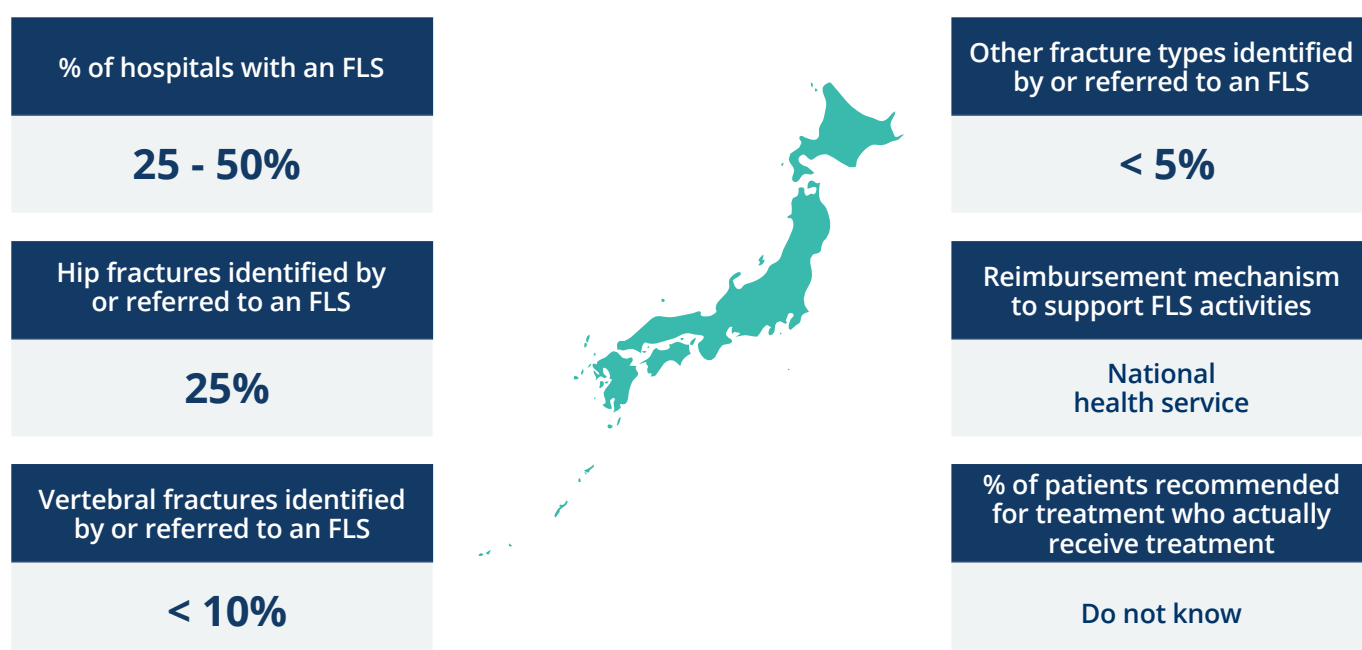 % of hospitals with an FLS
25 - 50%
Hip fractures identified by
or referred to an FLS
25%
Vertebral fractures identified
by or referred to an FLS
< 10%
Other fracture types identified
by or referred to an FLS
< 5%
Reimbursement mechanism
to support FLS activities
National
health service
% of patients recommended
for treatment who actually
receive treatment
Do not know